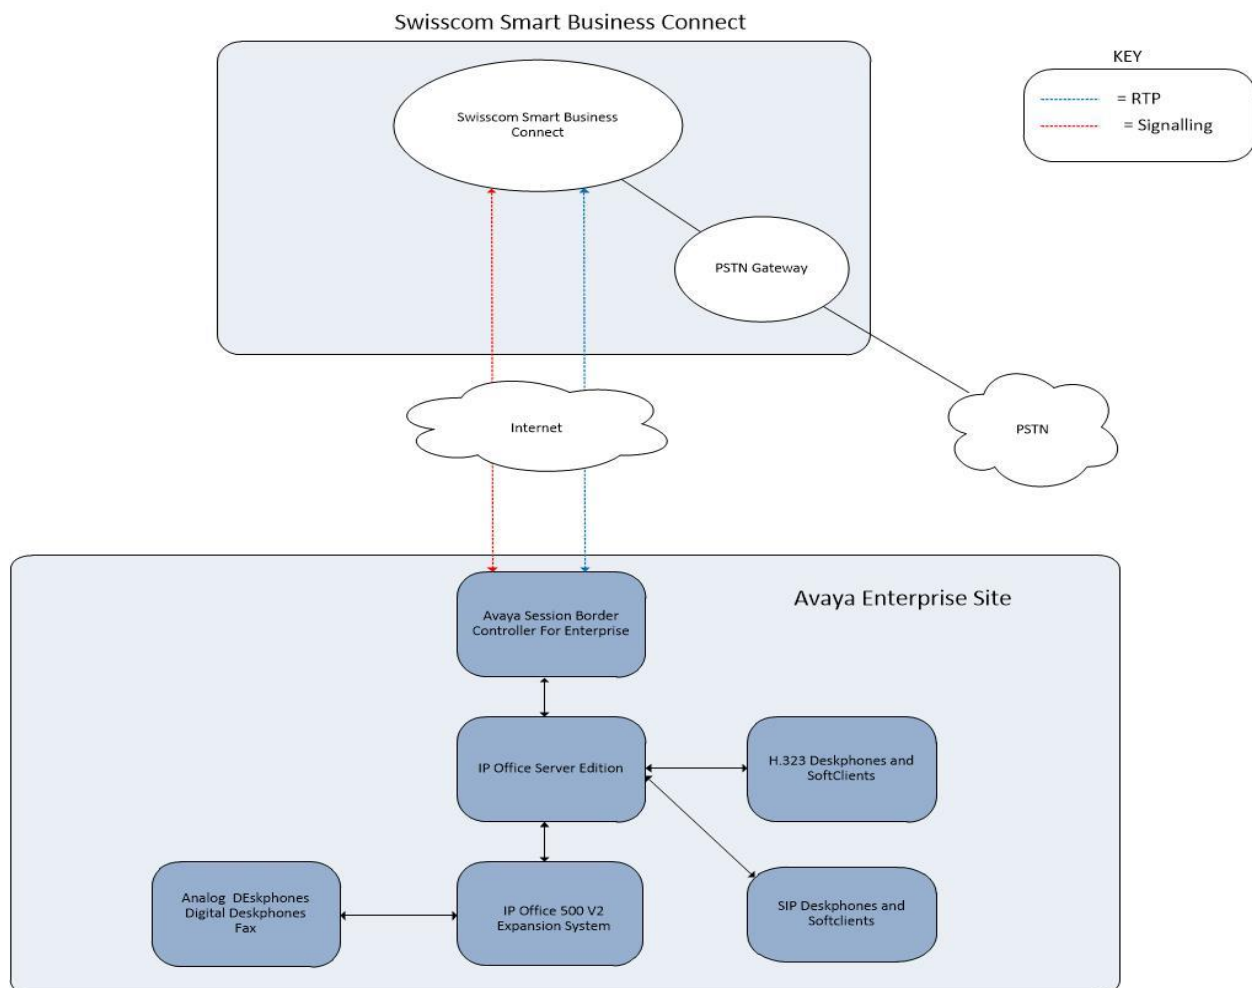 Swisscom Smart Business Connect
KEY
= RTP
= Signalling
Swisscom Smart Business
Connect
PSTN Gateway
Internet
PSTN
Avaya Enterprise Site
Avaya Session Border
Controller For Enterprise
IP Office Server Edition
H.323 Deskphones and
SoftClients
Analog DEskphones
Digital Deskphones
Fax
IP Office 500 V2
Expansion System
SIP Deskphones and
Softclients